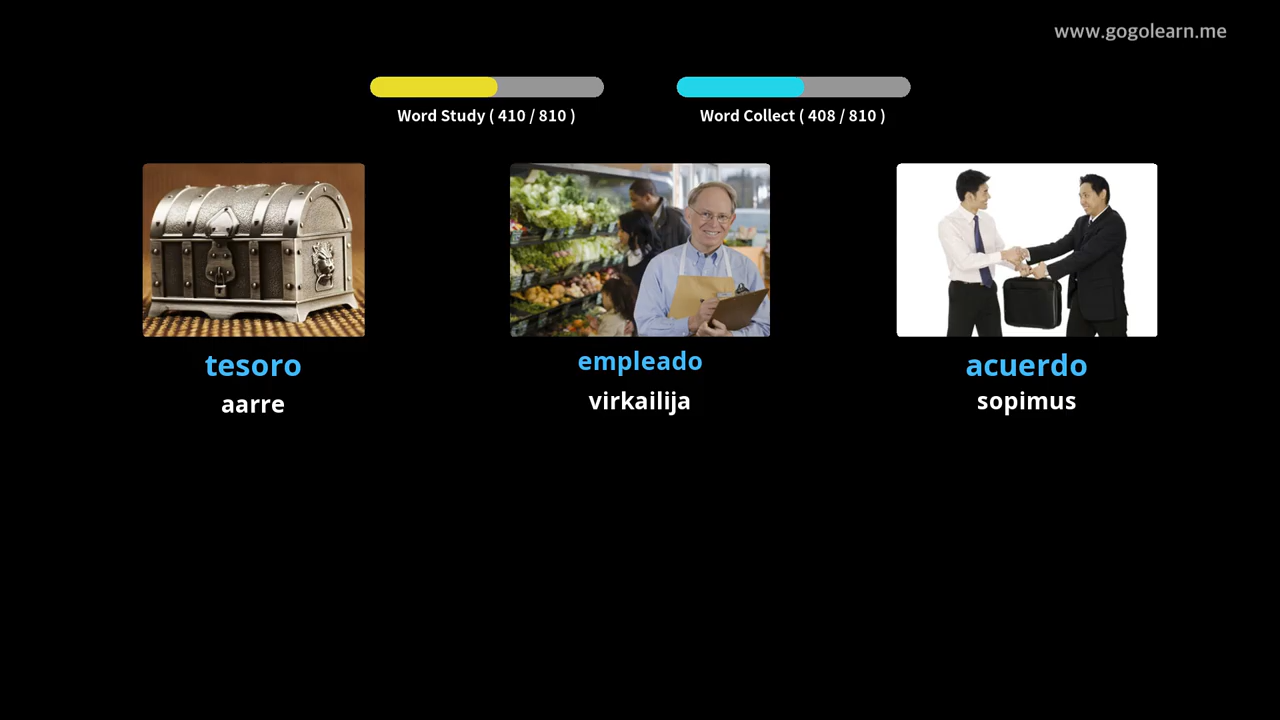 www.gogolearn.me
Word Study ( 410 / 810 )
Word Collect ( 408 / 810 )
tesoro
aarre
empleado
virkailija
acuerdo
sopimus